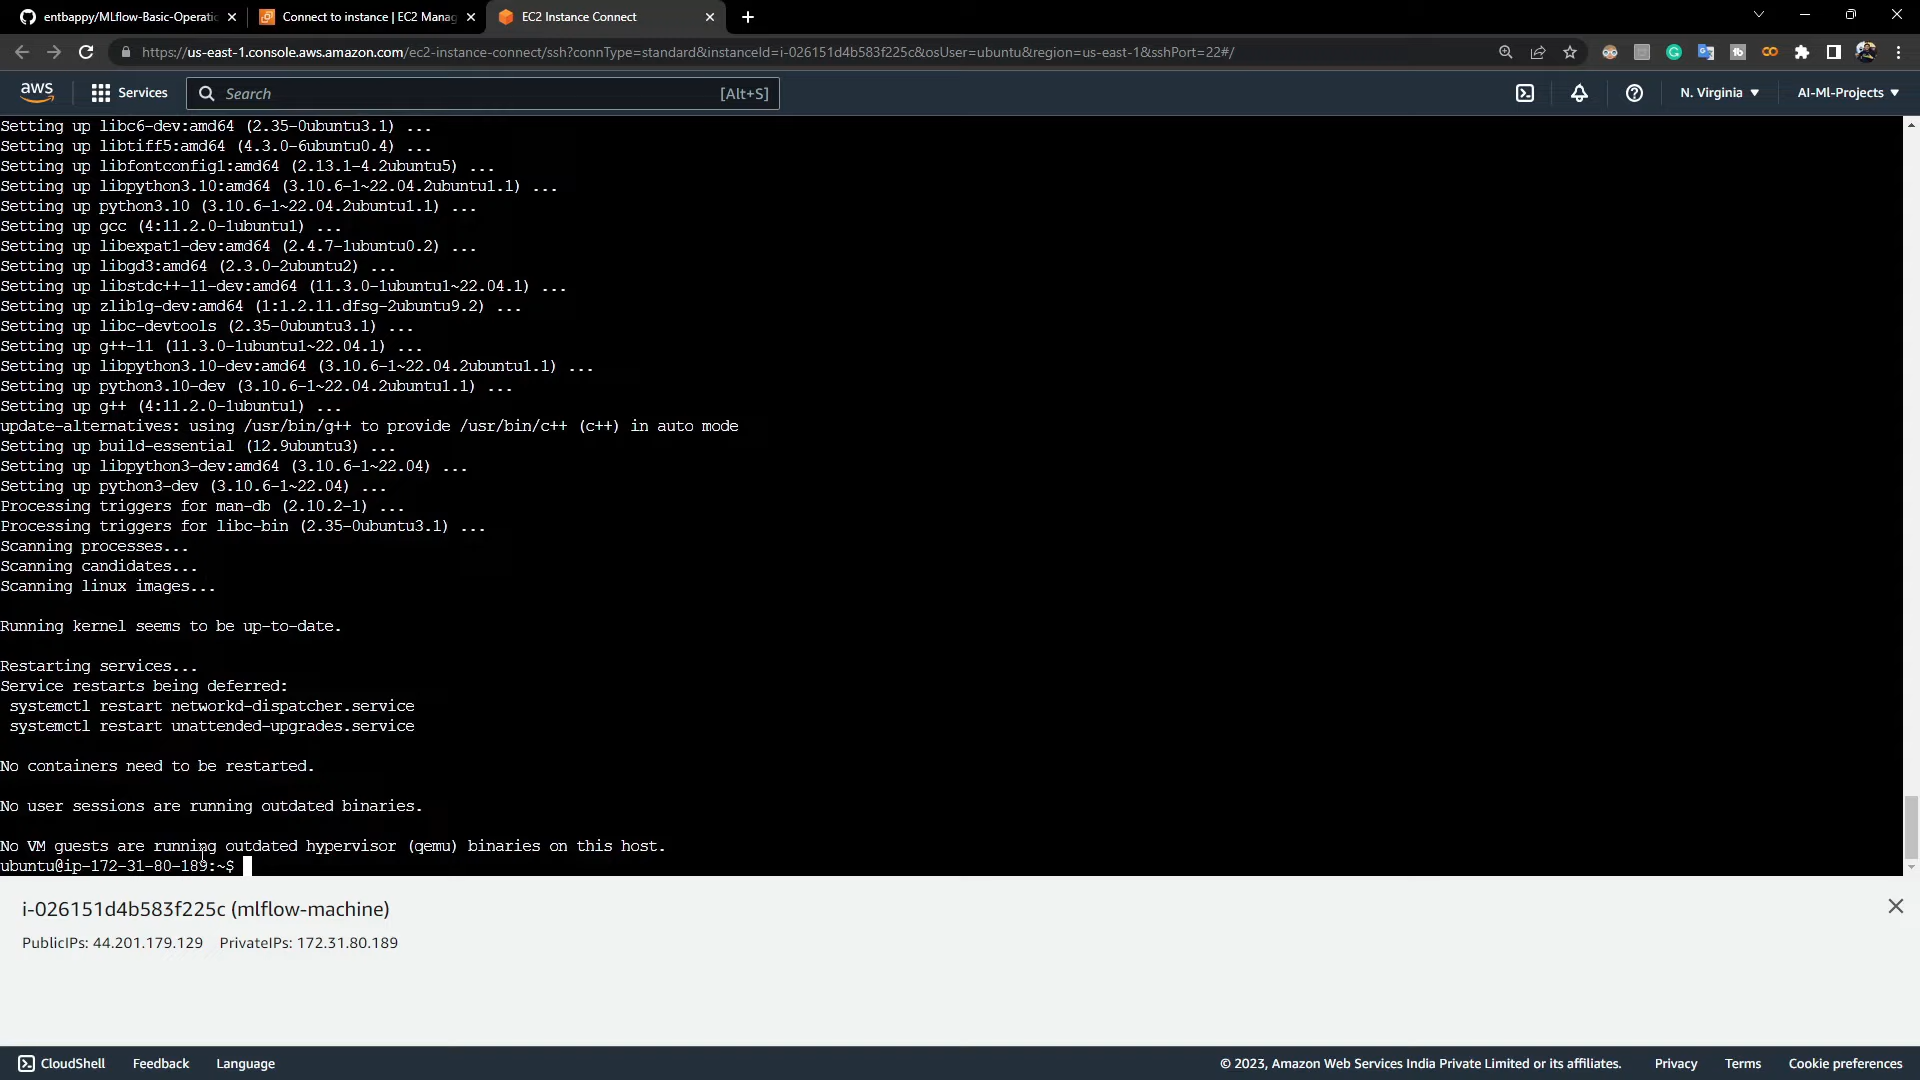 entbappy/MLflow-Basic-Operatio
Connect to instance | EC2 Manag
EC2 Instance Connect
https://us-east-1.console.aws.amazon.com/ec2-instance-connect/ssh?connType=standard&instanceId=i-026151d4b583f225c&osUser=ubuntu&region=us-east-1&sshPort=22#/
aws Services Search [Alt+S] N. Virginia AI-Ml-Projects
Setting up libc6-dev:amd64 (2.35-0ubuntu3.1) ...
Setting up libtiff5:amd64 (4.3.0-6ubuntu0.4) ...
Setting up libfontconfig1:amd64 (2.13.1-4.2ubuntu5) ...
Setting up libpython3.10:amd64 (3.10.6-1~22.04.2ubuntu1.1) ...
Setting up python3.10 (3.10.6-1~22.04.2ubuntu1.1) ...
Setting up gcc (4:11.2.0-1ubuntu1) ...
Setting up libexpat1-dev:amd64 (2.4.7-1ubuntu0.2) ...
Setting up libgd3:amd64 (2.3.0-2ubuntu2) ...
Setting up libstdc++-11-dev:amd64 (11.3.0-1ubuntu1~22.04.1) ...
Setting up zlib1g-dev:amd64 (1:1.2.11.dfsg-2ubuntu9.2) ...
Setting up libc-devtools (2.35-0ubuntu3.1) ...
Setting up g++-11 (11.3.0-1ubuntu1~22.04.1) ...
Setting up libpython3.10-dev:amd64 (3.10.6-1~22.04.2ubuntu1.1) ...
Setting up python3.10-dev (3.10.6-1~22.04.2ubuntu1.1) ...
Setting up g++ (4:11.2.0-1ubuntu1) ...
update-alternatives: using /usr/bin/g++ to provide /usr/bin/c++ (c++) in auto mode
Setting up build-essential (12.9ubuntu3) ...
Setting up libpython3-dev:amd64 (3.10.6-1~22.04) ...
Setting up python3-dev (3.10.6-1~22.04) ...
Processing triggers for man-db (2.10.2-1) ...
Processing triggers for libc-bin (2.35-0ubuntu3.1) ...
Scanning processes...
Scanning candidates...
Scanning linux images...
Running kernel seems to be up-to-date.
Restarting services...
Service restarts being deferred:
systemctl restart networkd-dispatcher.service
systemctl restart unattended-upgrades.service
No containers need to be restarted.
No user sessions are running outdated binaries.
No VM guests are running outdated hypervisor (qemu) binaries on this host.
ubuntu@ip-172-31-80-189:~$
i-026151d4b583f225c (mlflow-machine)
PublicIPs: 44.201.179.129 PrivateIPs: 172.31.80.189
CloudShell Feedback Language © 2023, Amazon Web Services India Private Limited or its affiliates. Privacy Terms Cookie preferences